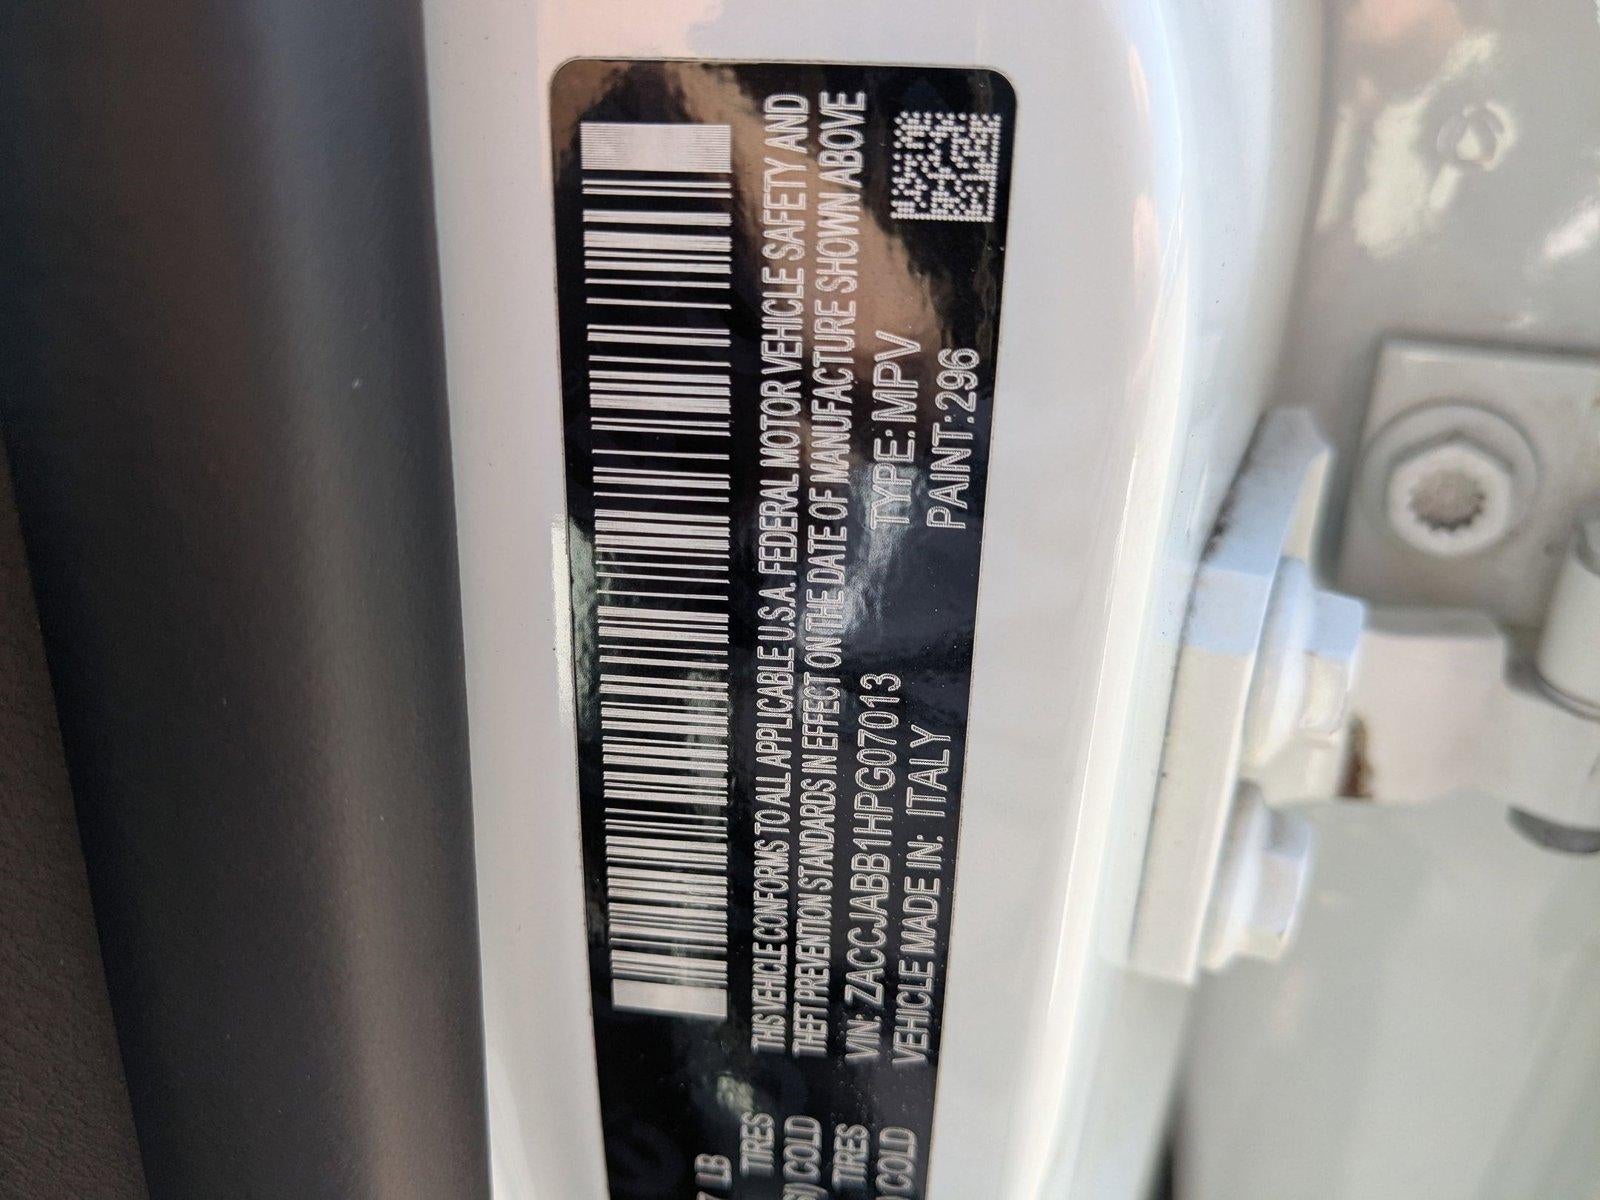 THIS VEHICLE CONFORMS TO ALL APPLICABLE U.S.A. FEDERAL MOTOR VEHICLE SAFETY AND
THEFT PREVENTION STANDARDS IN EFFECT ON THE DATE OF MANUFACTURE SHOWN ABOVE
VIN: ZACCJABB1HPG07013 TYPE: MPV
VEHICLE MADE IN: ITALY PAINT: 296
7 LB
TIRES
SI) COLD
TIRES
) COLD